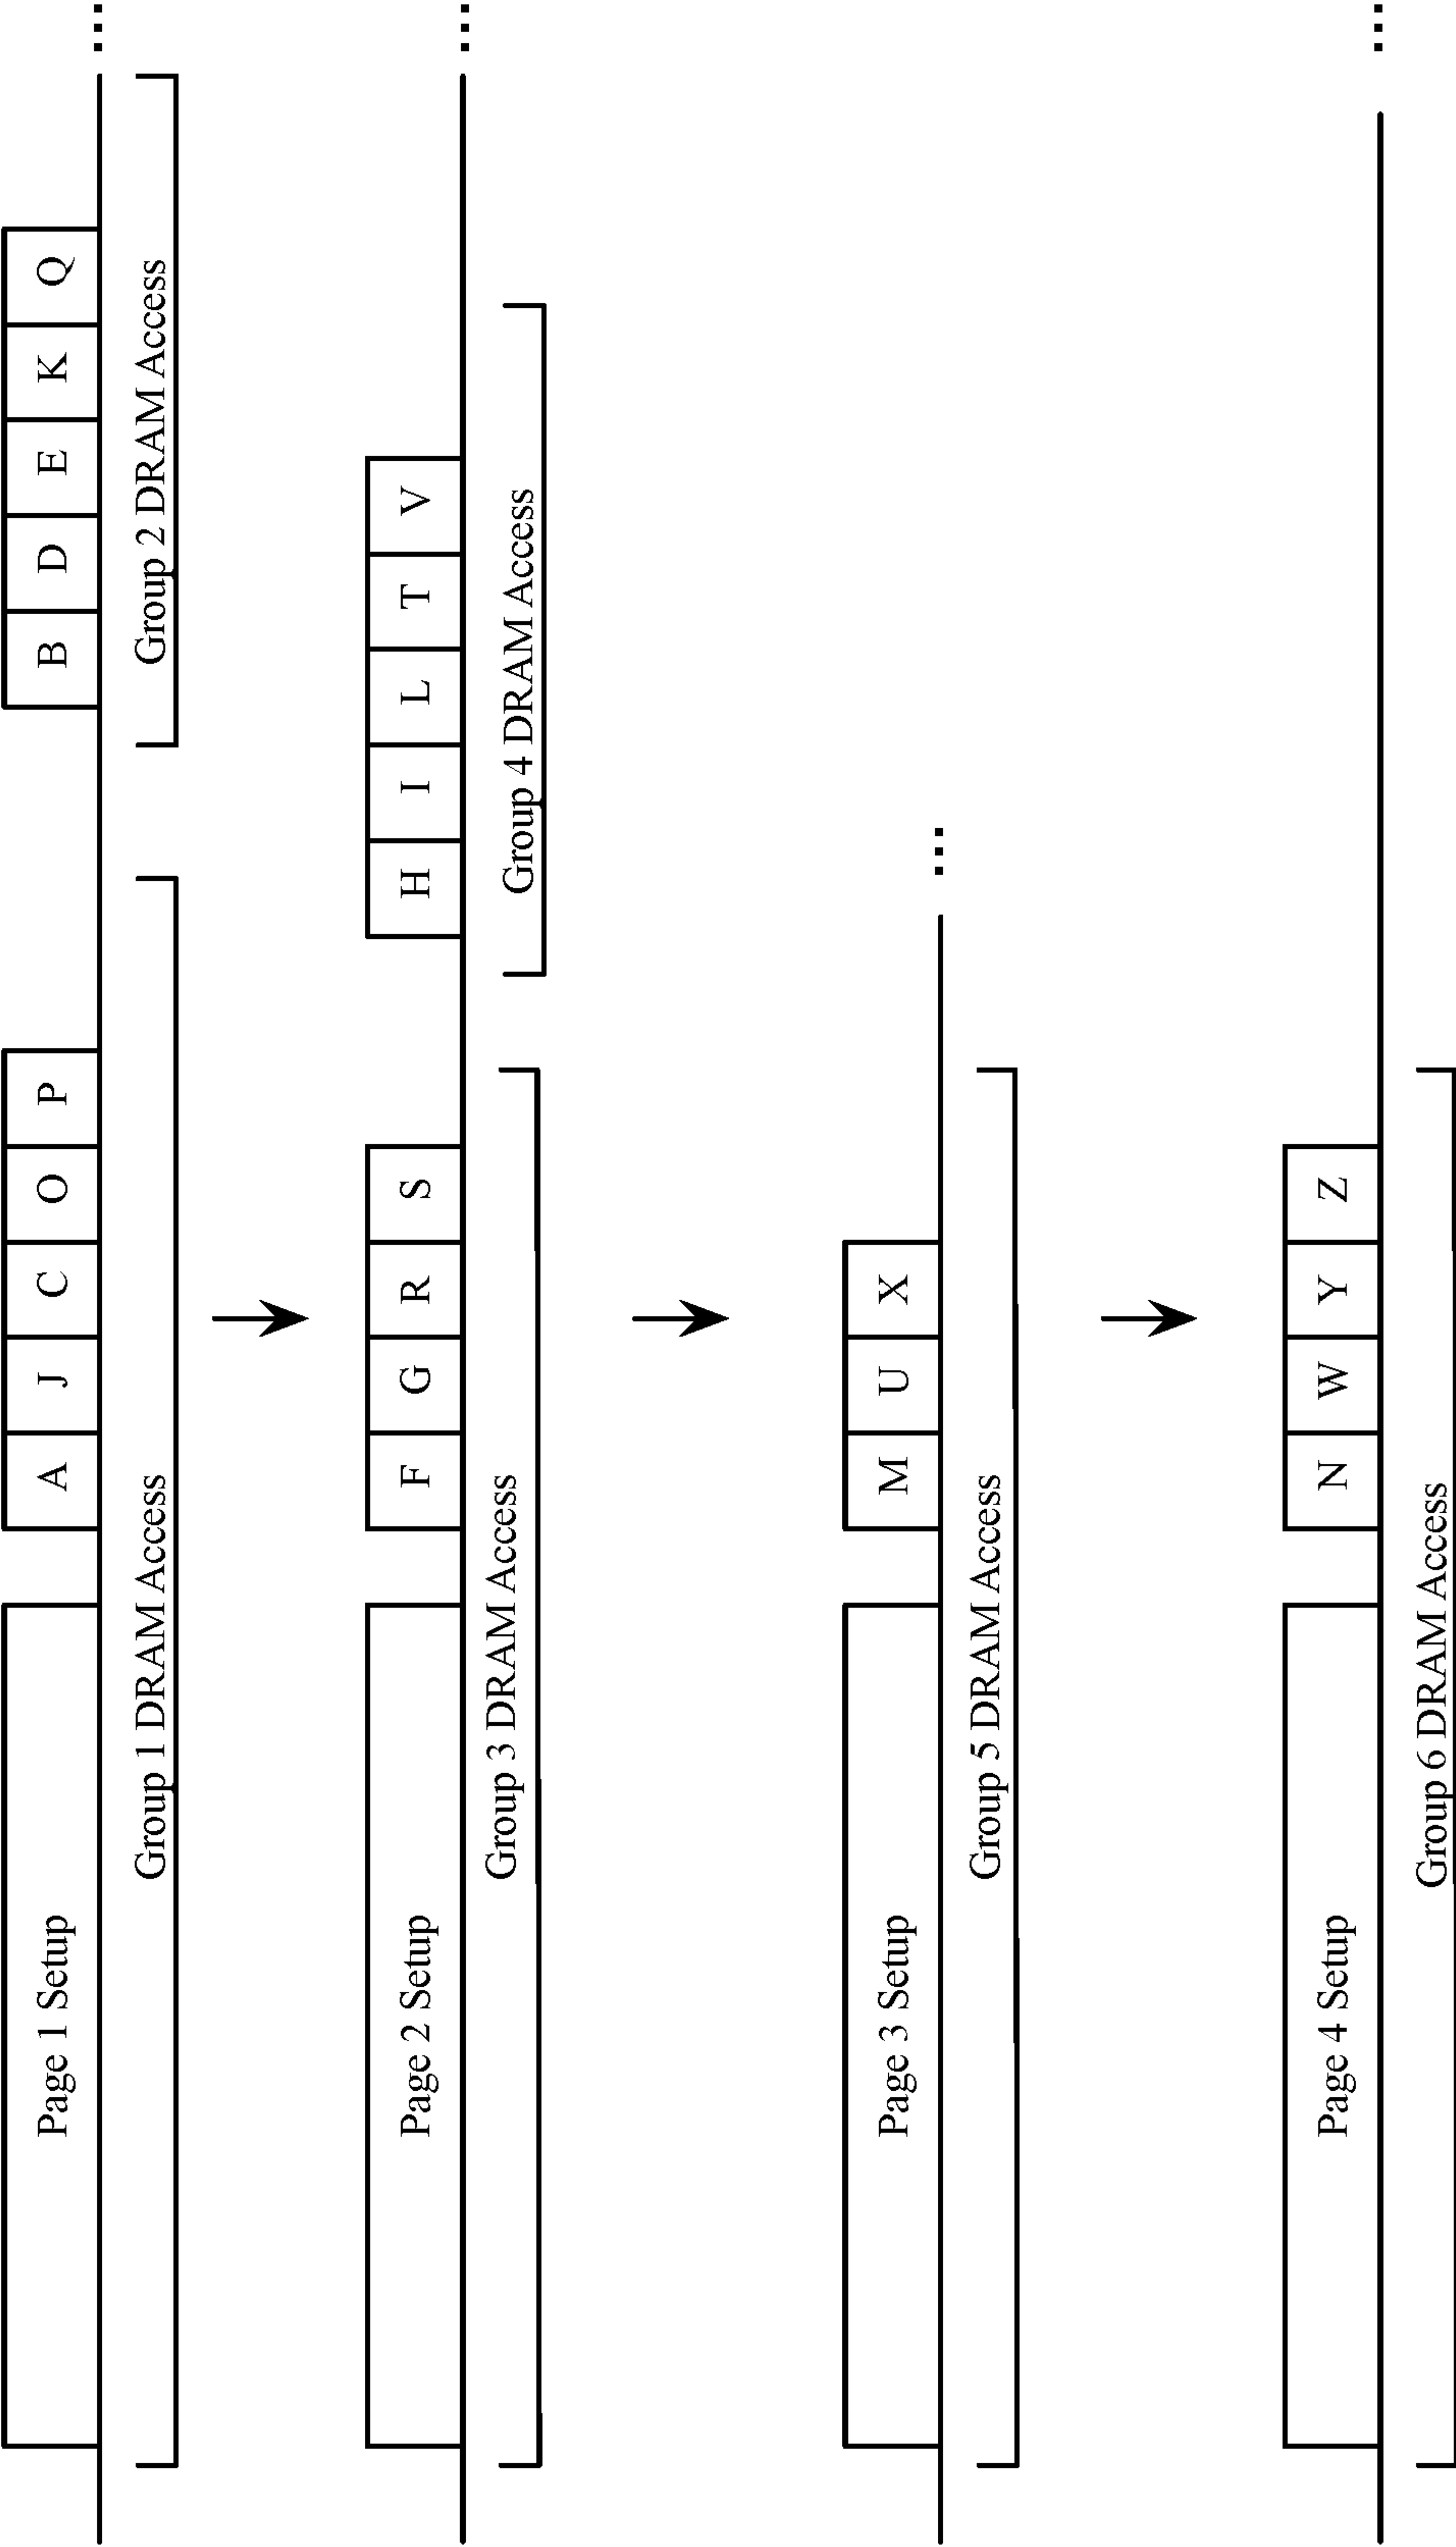 Page 1 Setup A J C O P B D E K Q ...
Group 1 DRAM Access Group 2 DRAM Access
Page 2 Setup F G R S H I L T V ...
Group 3 DRAM Access Group 4 DRAM Access
Page 3 Setup M U X ...
Group 5 DRAM Access
Page 4 Setup N W Y Z ...
Group 6 DRAM Access